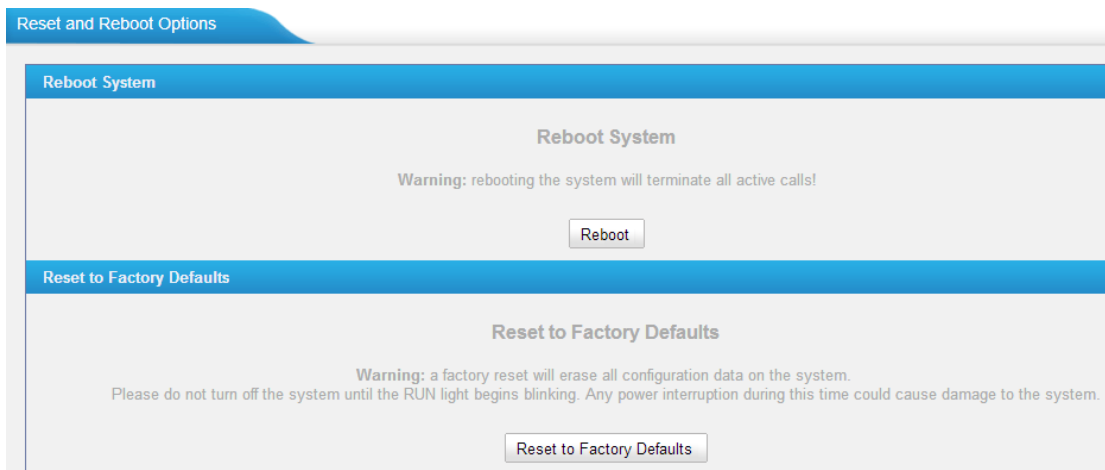 Reset and Reboot Options
Reboot System
Reboot System
Warning: rebooting the system will terminate all active calls!
Reboot
Reset to Factory Defaults
Reset to Factory Defaults
Warning: a factory reset will erase all configuration data on the system.
Please do not turn off the system until the RUN light begins blinking. Any power interruption during this time could cause damage to the system.
Reset to Factory Defaults